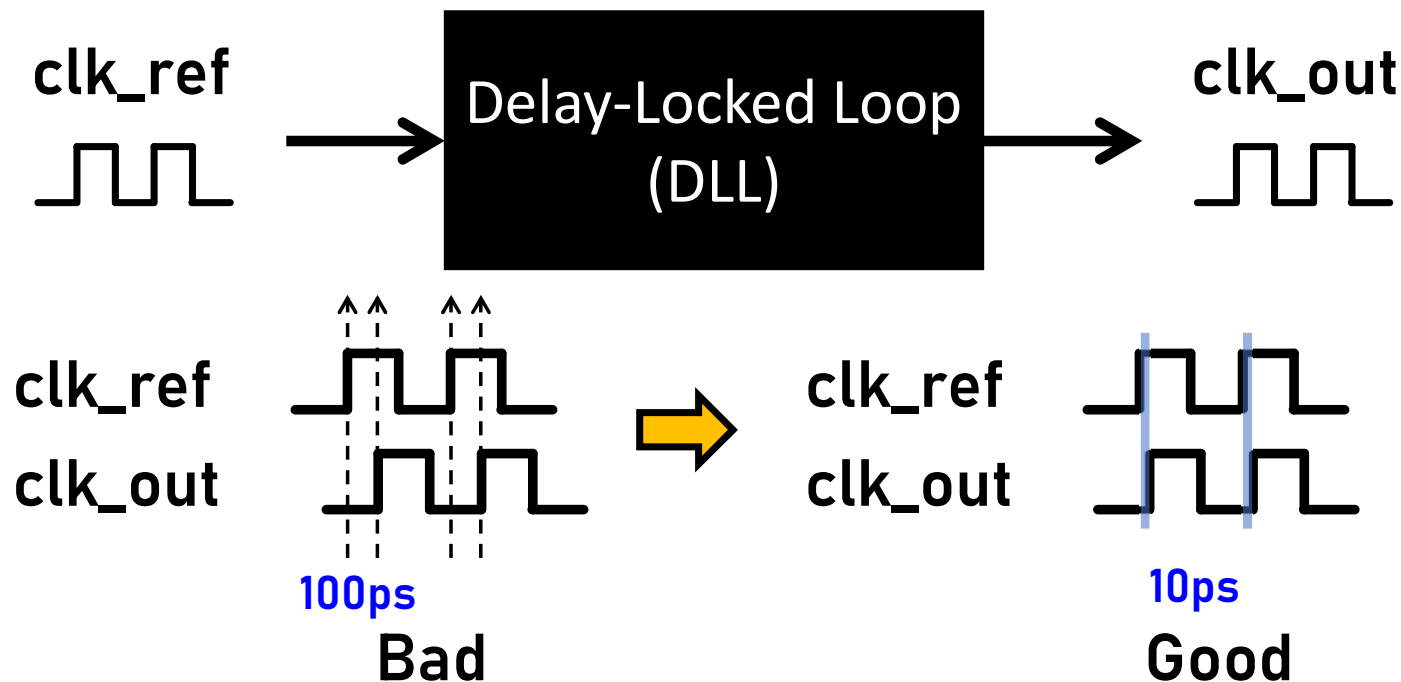 clk_ref
Delay-Locked Loop
(DLL)
clk_out
clk_ref
clk_out
100ps
Bad
clk_ref
clk_out
10ps
Good